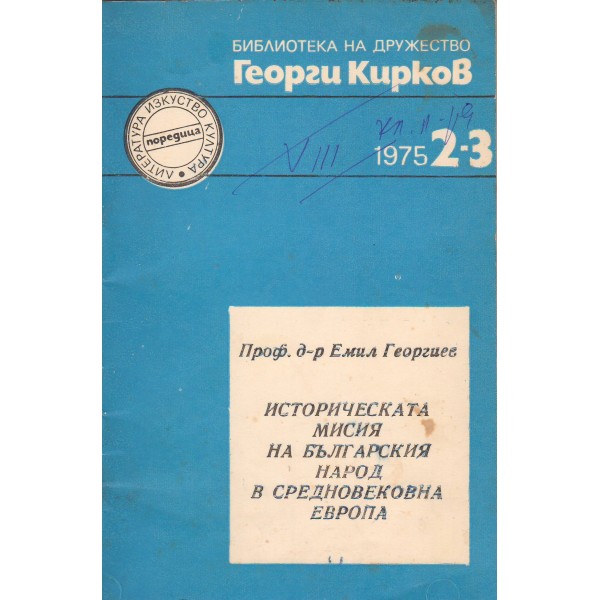 БИБЛИОТЕКА НА ДРУЖЕСТВО
Георги Кирков
ЛИТЕРАТУРА ИЗКУСТВО КУЛТУРА
поредица
VIII
1975 2-3
Проф. д-р Емил Георгиев
ИСТОРИЧЕСКАТА
МИСИЯ
НА БЪЛГАРСКИЯ
НАРОД
В СРЕДНОВЕКОВНА
ЕВРОПА